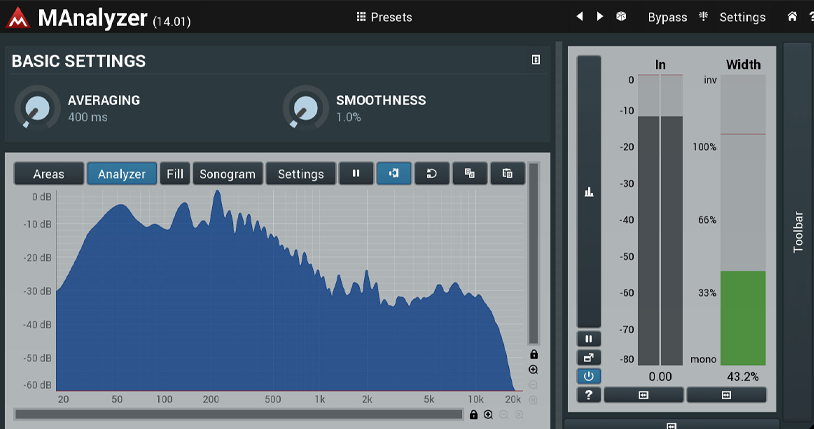 MAnalyzer (14.01)
Presets
Bypass
Settings
?
BASIC SETTINGS
AVERAGING
400 ms
SMOOTHNESS
1.0%
Areas
Analyzer
Fill
Sonogram
Settings
0 dB
-10 dB
-20 dB
-30 dB
-40 dB
-50 dB
-60 dB
20 50 100 200 500 1k 2k 5k 10k 20k
In
Width
0
-10
-20
-30
-40
-50
-60
-70
-80
inv
100%
66%
33%
mono
0.00
43.2%
?
Toolbar